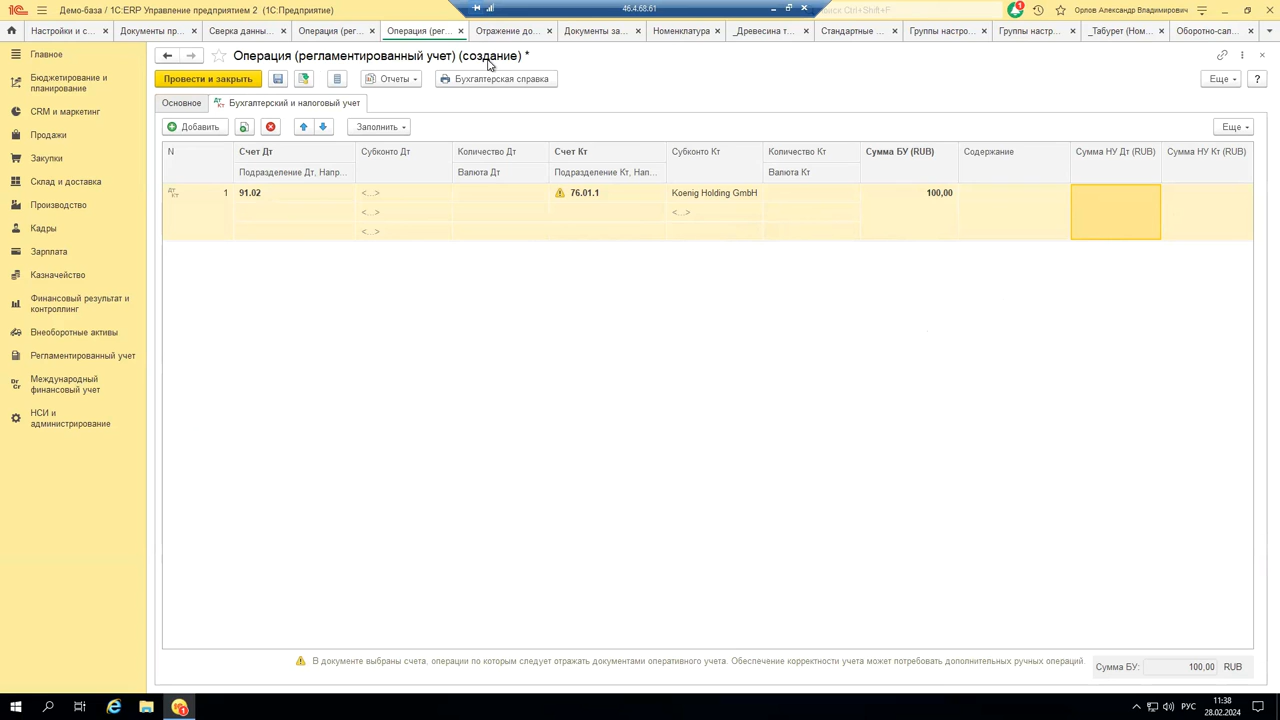 Демо-база / 1С:ERP Управление предприятием 2 (1С:Предприятие)
46.4.68.61
Ctrl+Shift+F
1
Орлов Александр Владимирович
Настройки и с...
Документы пр...
Сверка данны...
Операция (рег...
Операция (рег...
Отражение до...
Документы за...
Номенклатура
_Древесина т...
Стандартные ...
Группы настро...
Группы настр...
_Табурет (Ном...
Оборотно-сал...
Главное
Бюджетирование и
планирование
CRM и маркетинг
Продажи
Закупки
Склад и доставка
Производство
Кадры
Зарплата
Казначейство
Финансовый результат и
контроллинг
Внеоборотные активы
Регламентированный учет
Международный
финансовый учет
НСИ и
администрирование
Операция (регламентированный учет) (создание) *
Провести и закрыть
Отчеты
Бухгалтерская справка
Еще
?
Основное
Бухгалтерский и налоговый учет
Добавить
Заполнить
Еще
N
Счет Дт
Субконто Дт
Количество Дт
Счет Кт
Субконто Кт
Количество Кт
Сумма БУ (RUB)
Содержание
Сумма НУ Дт (RUB)
Сумма НУ Кт (RUB)
Подразделение Дт, Напр...
Валюта Дт
Подразделение Кт, Нап...
Валюта Кт
1
91.02
<...>
76.01.1
Koenig Holding GmbH
100,00
<...>
<...>
<...>
В документе выбраны счета, операции по которым следует отражать документами оперативного учета. Обеспечение корректности учета может потребовать дополнительных ручных операций.
Сумма БУ:
100,00
RUB
РУС
11:38
28.02.2024